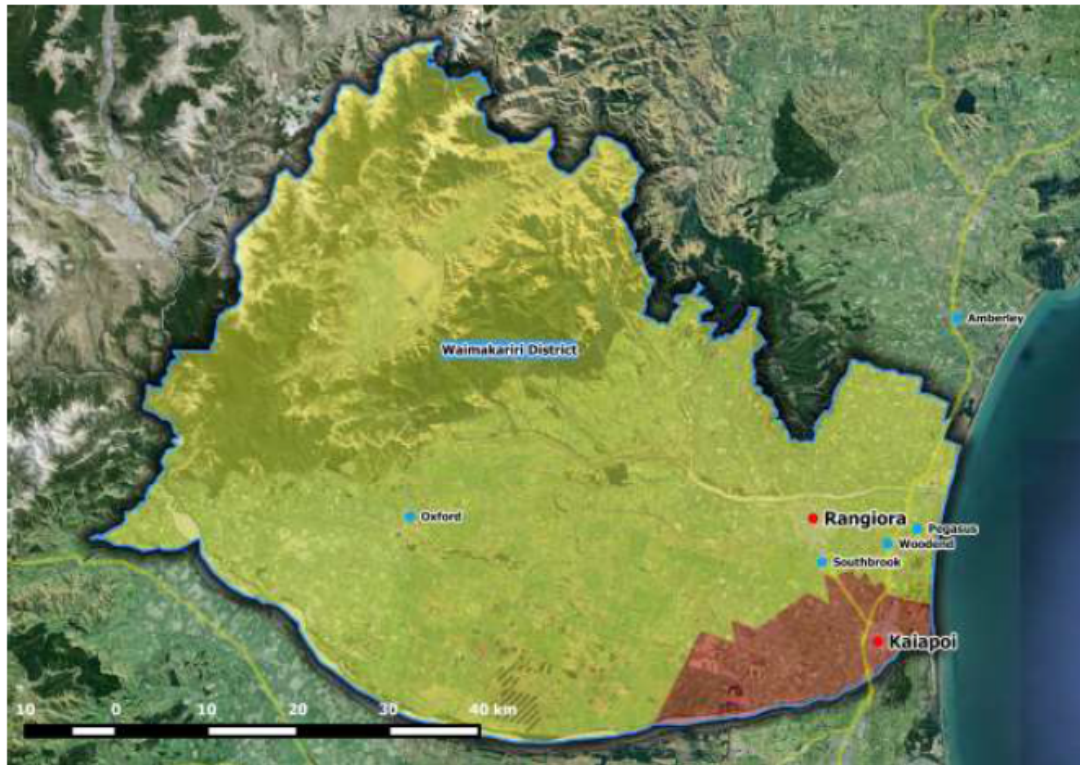 Amberley
Waimakariri District
Oxford
Rangiora
Pegasus
Woodend
Southbrook
Kaiapoi
10 0 10 20 30 40 km